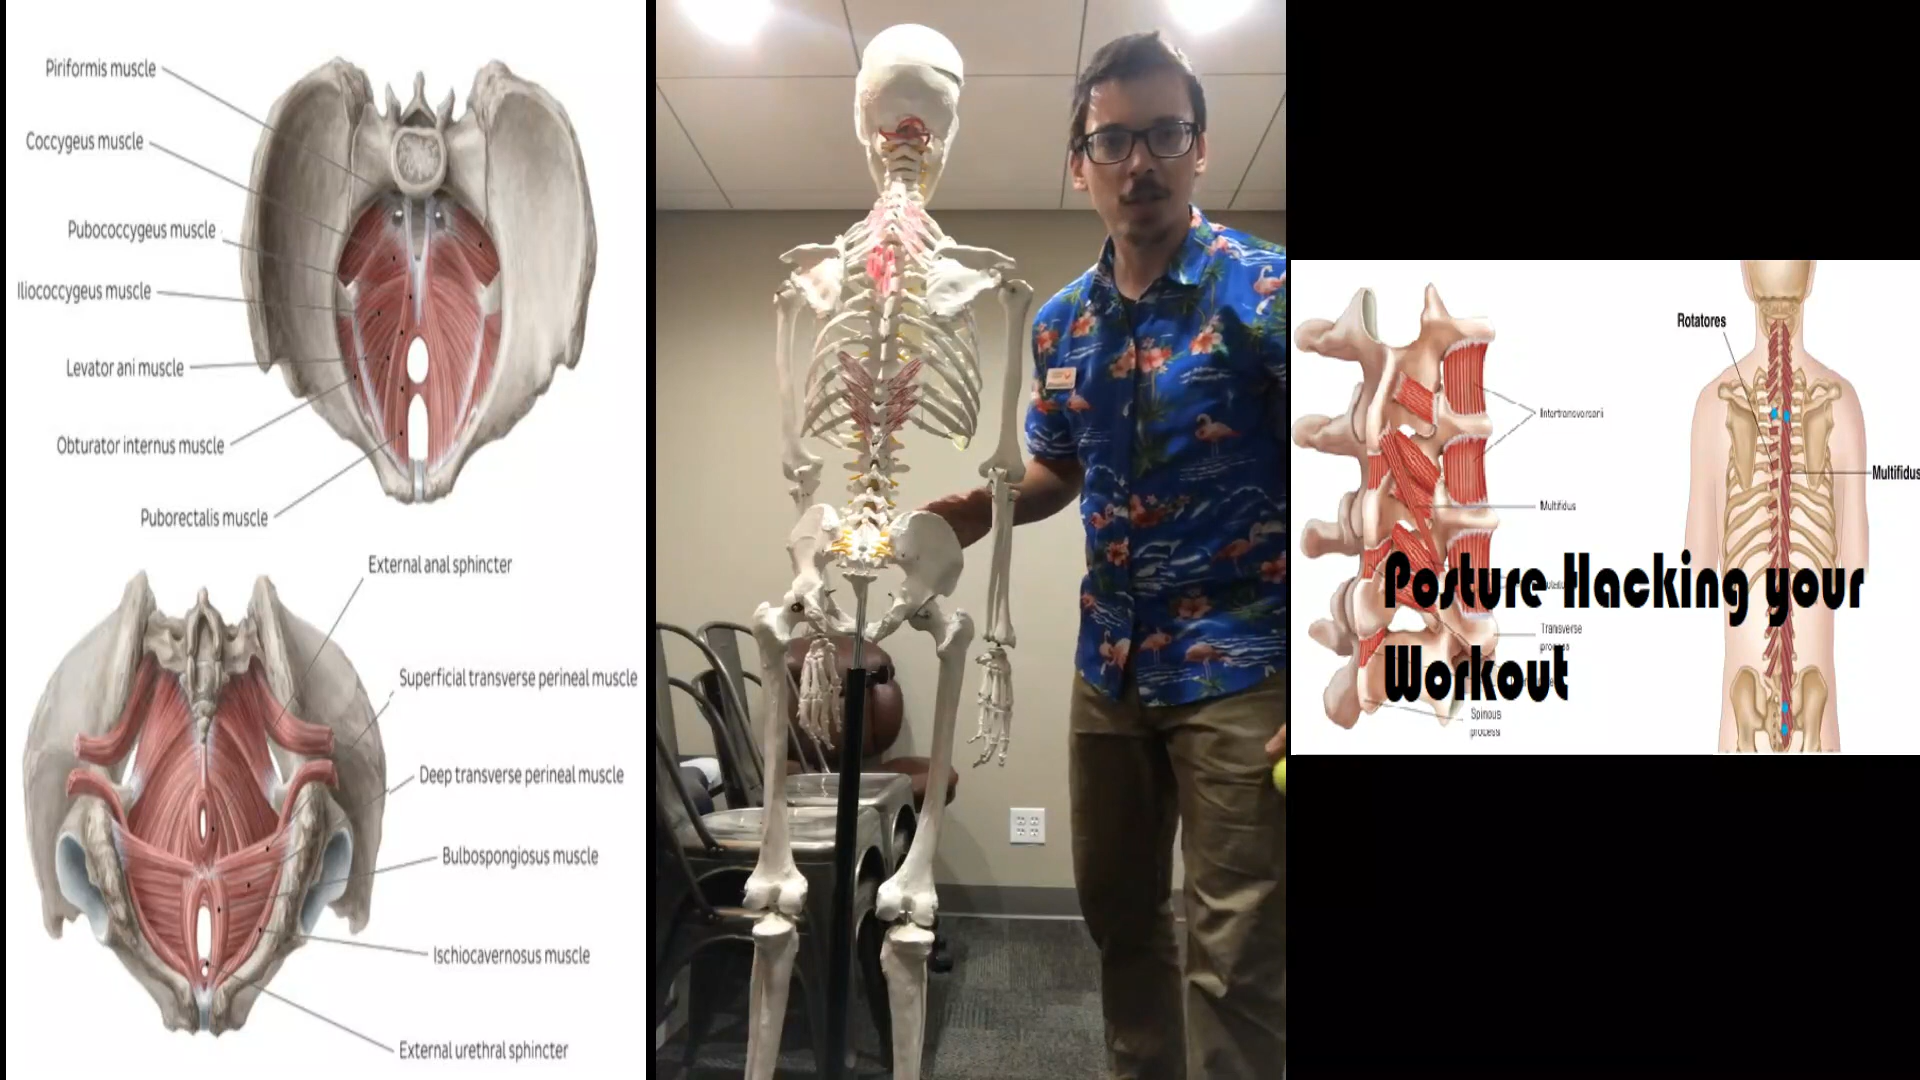 Piriformis muscle
Coccygeus muscle
Pubococcygeus muscle
Iliococcygeus muscle
Levator ani muscle
Obturator internus muscle
Puborectalis muscle
External anal sphincter
Superficial transverse perineal muscle
Deep transverse perineal muscle
Bulbospongiosus muscle
Ischiocavernosus muscle
External urethral sphincter
Rotatores
Intertransversarii
Multifidus
Multifidus
Posture Hacking your
Workout
Transverse
process
Spinous
process